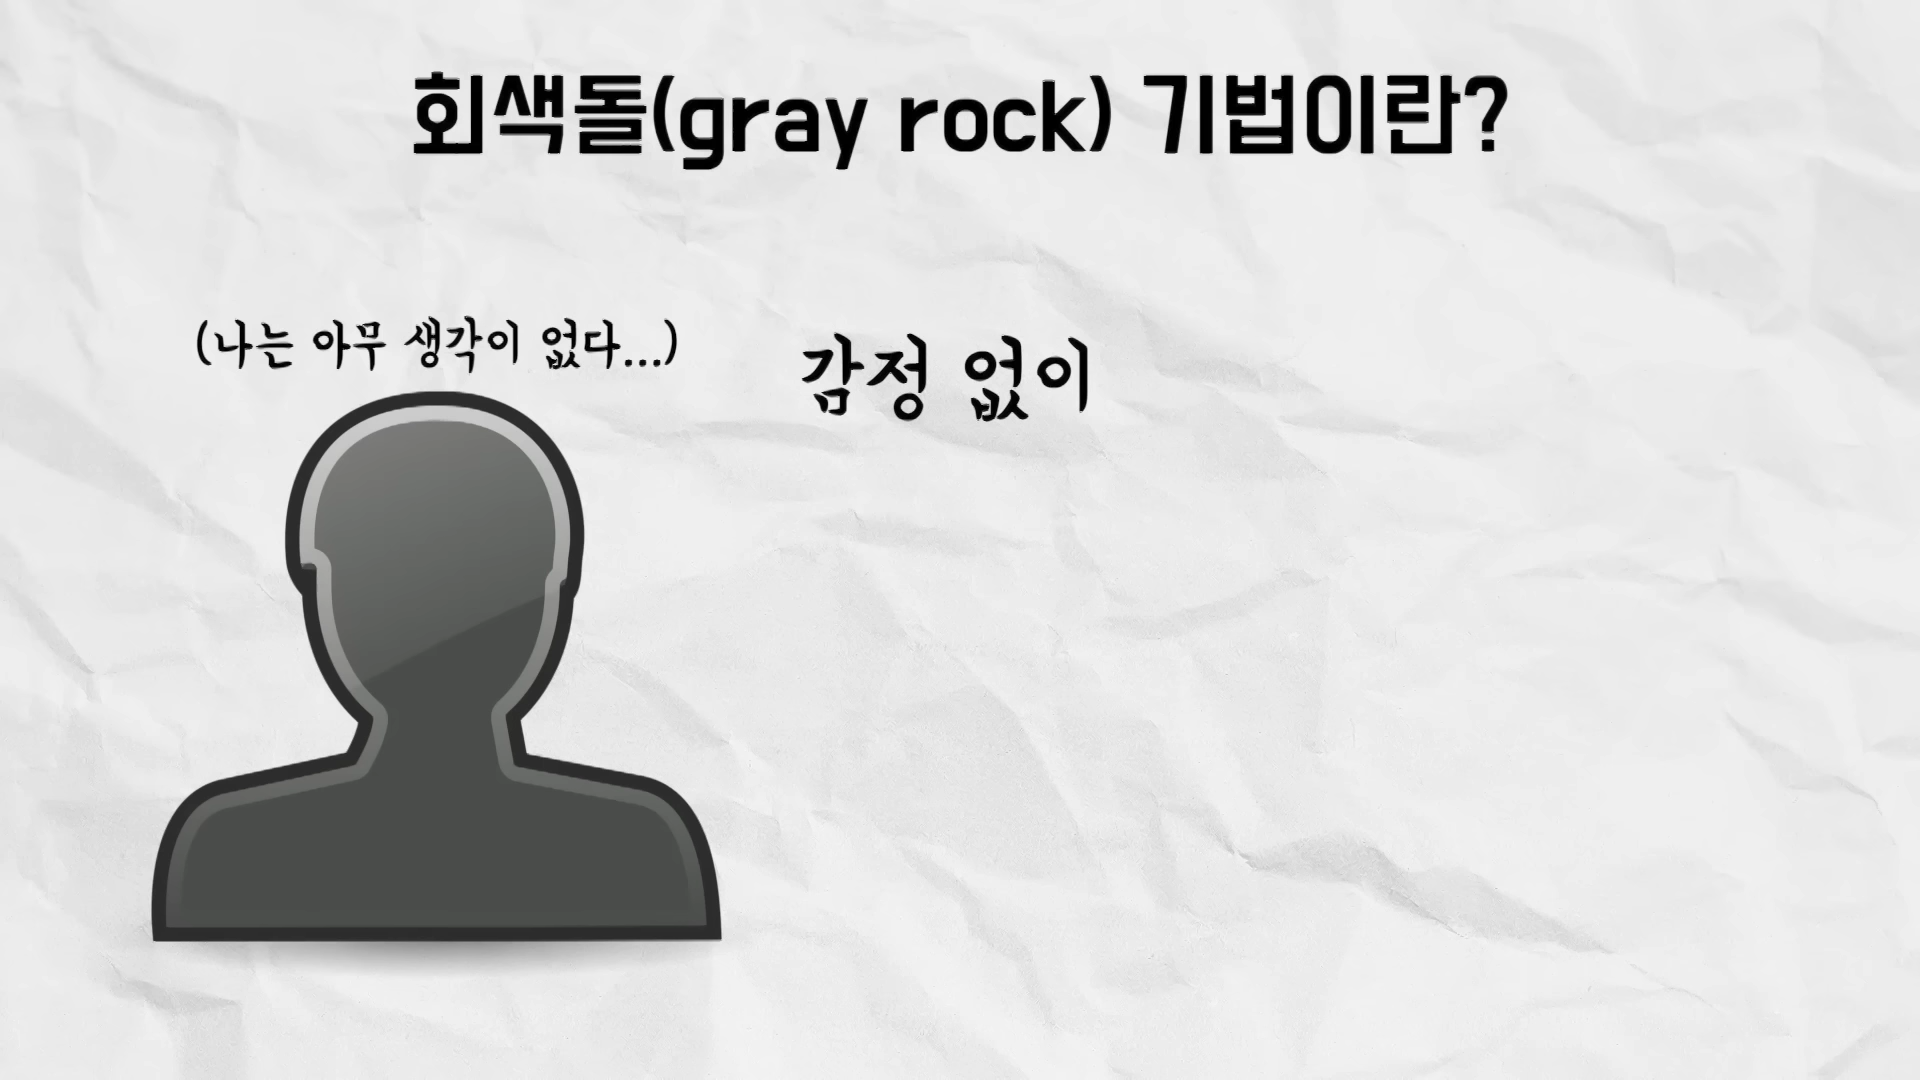 회색돌(gray rock) 기법이란?
(나는 아무 생각이 없다...)
감정 없이